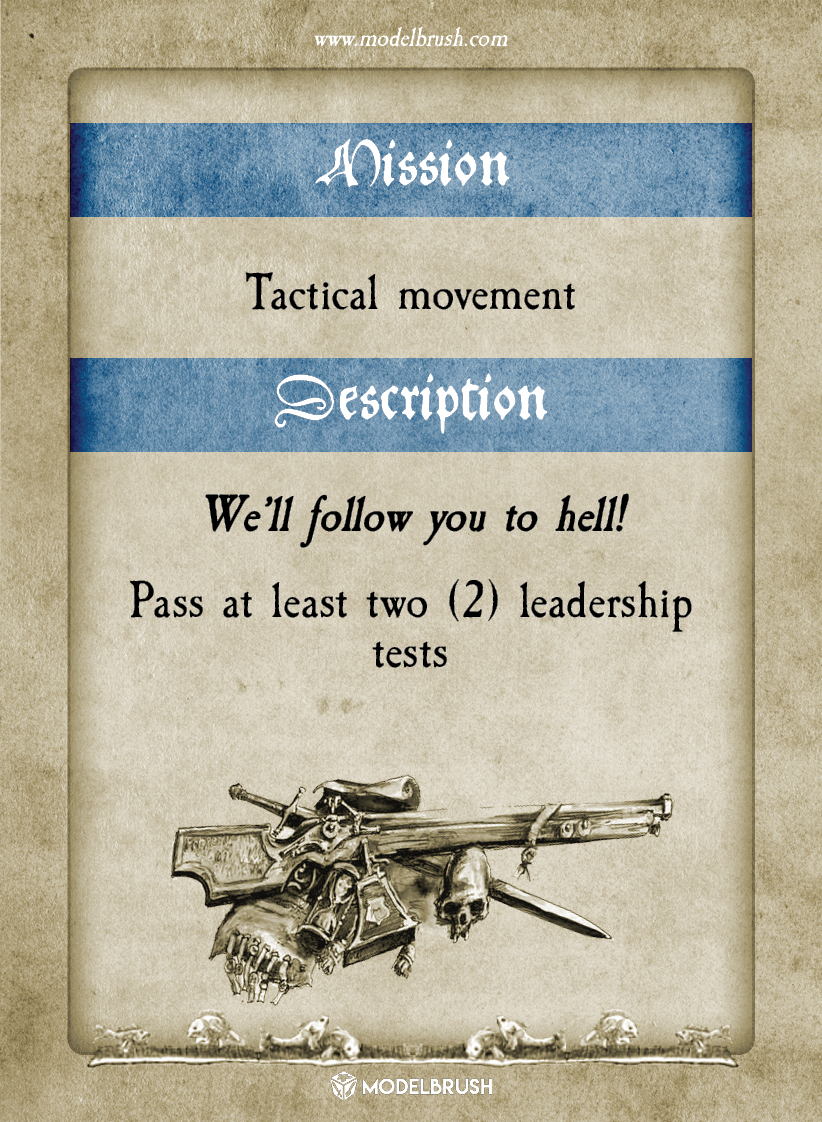 www.modelbrush.com
Mission
Tactical movement
Description
We'll follow you to hell!
Pass at least two (2) leadership
tests
MODELBRUSH